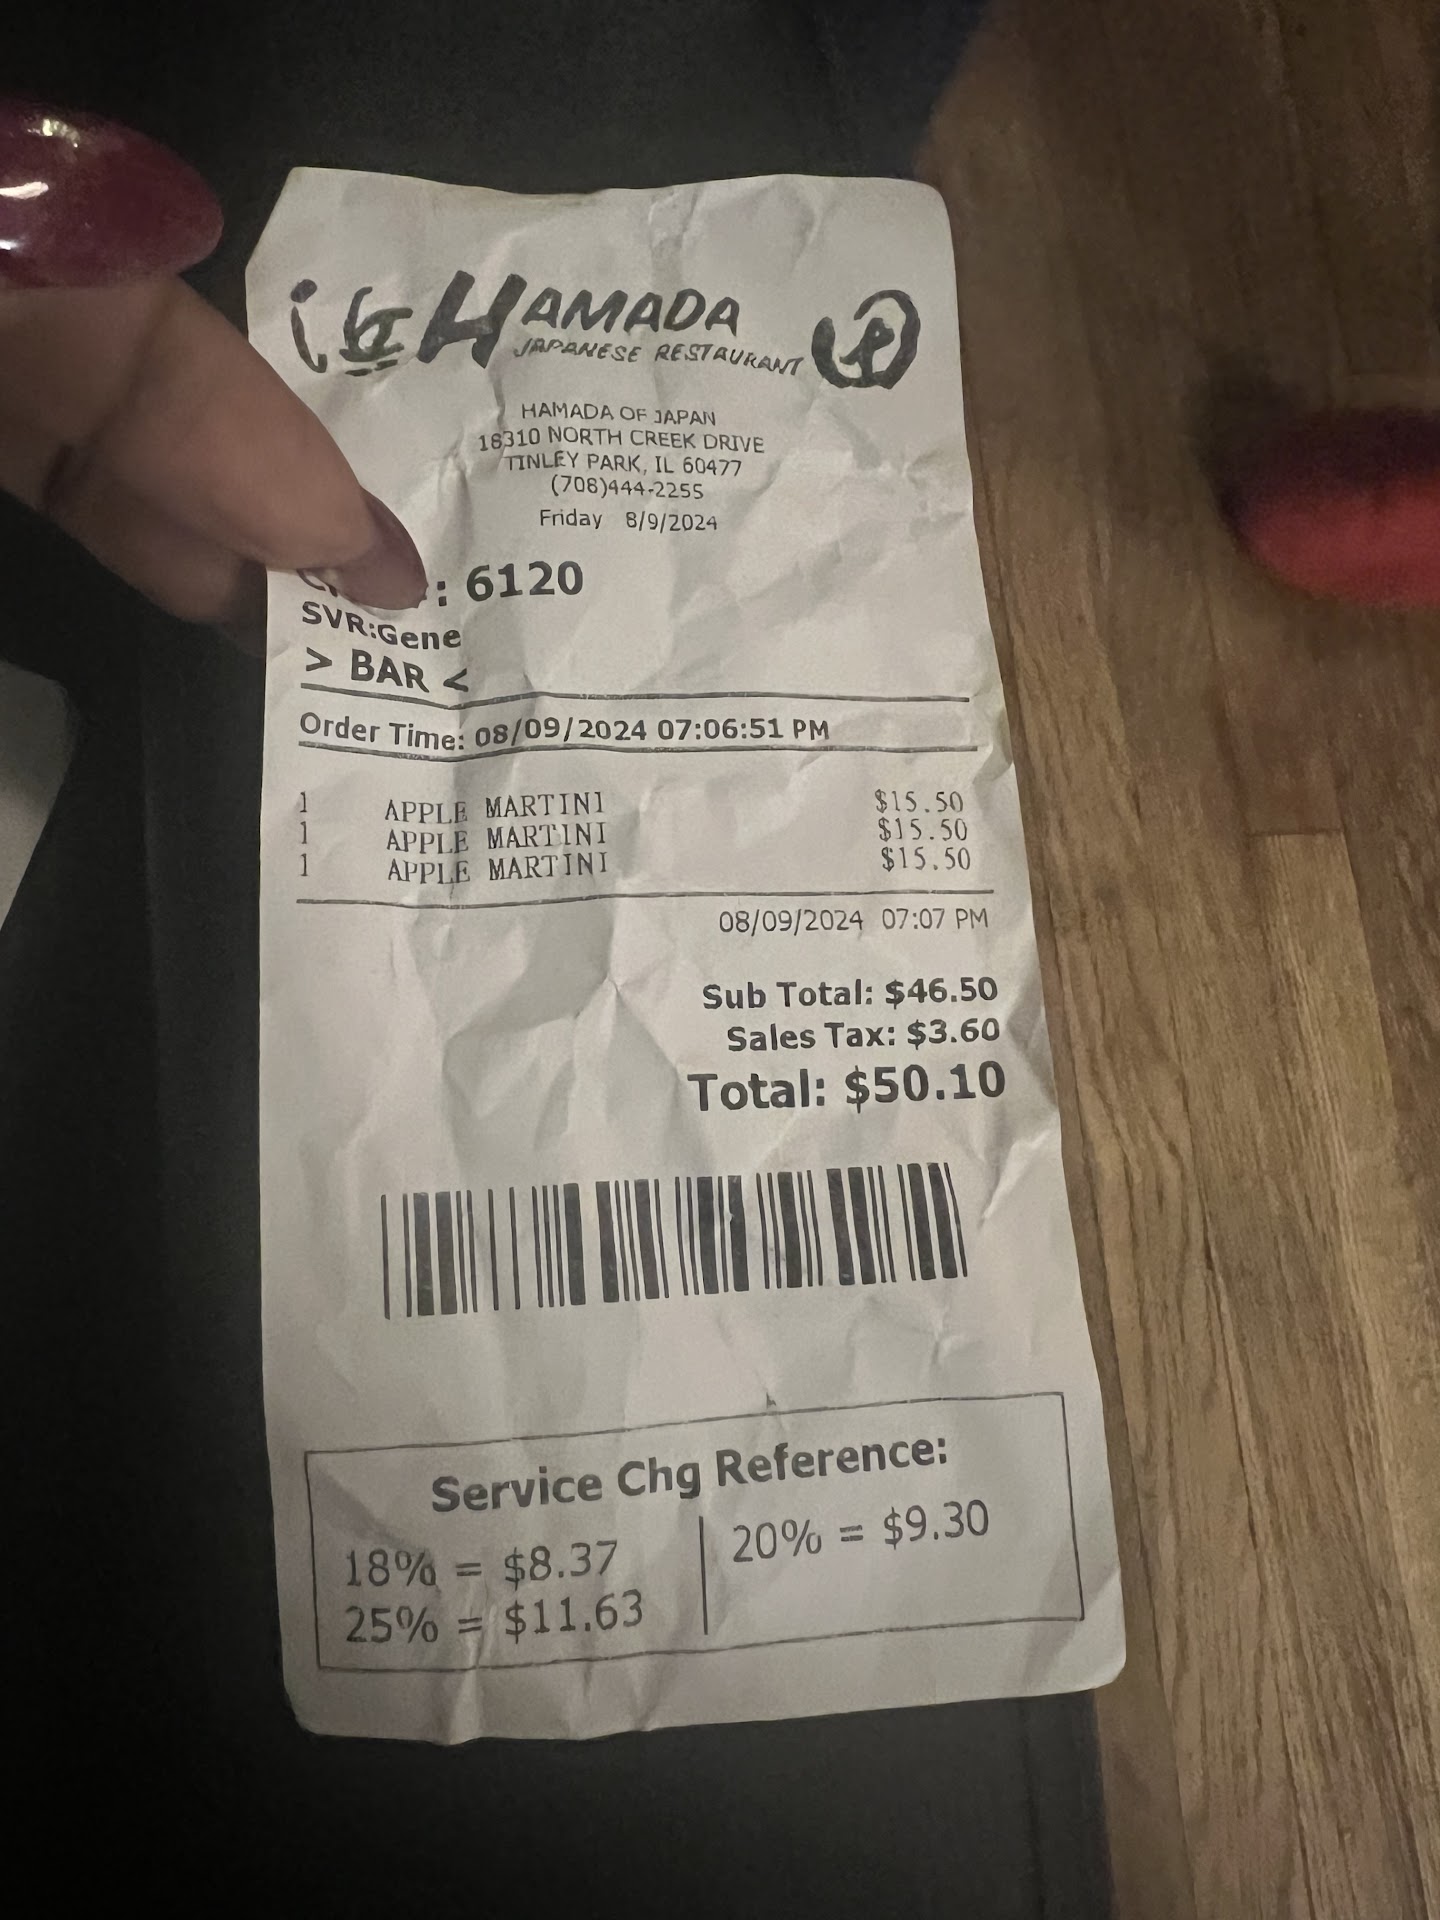 HAMADA
JAPANESE RESTAURANT
HAMADA OF JAPAN
18310 NORTH CREEK DRIVE
TINLEY PARK, IL 60477
(708)444-2255
Friday 8/9/2024
: 6120
SVR:Gene
> BAR <
Order Time: 08/09/2024 07:06:51 PM
1 APPLE MARTINI $15.50
1 APPLE MARTINI $15.50
1 APPLE MARTINI $15.50
08/09/2024 07:07 PM
Sub Total: $46.50
Sales Tax: $3.60
Total: $50.10
Service Chg Reference:
18% = $8.37 | 20% = $9.30
25% = $11.63